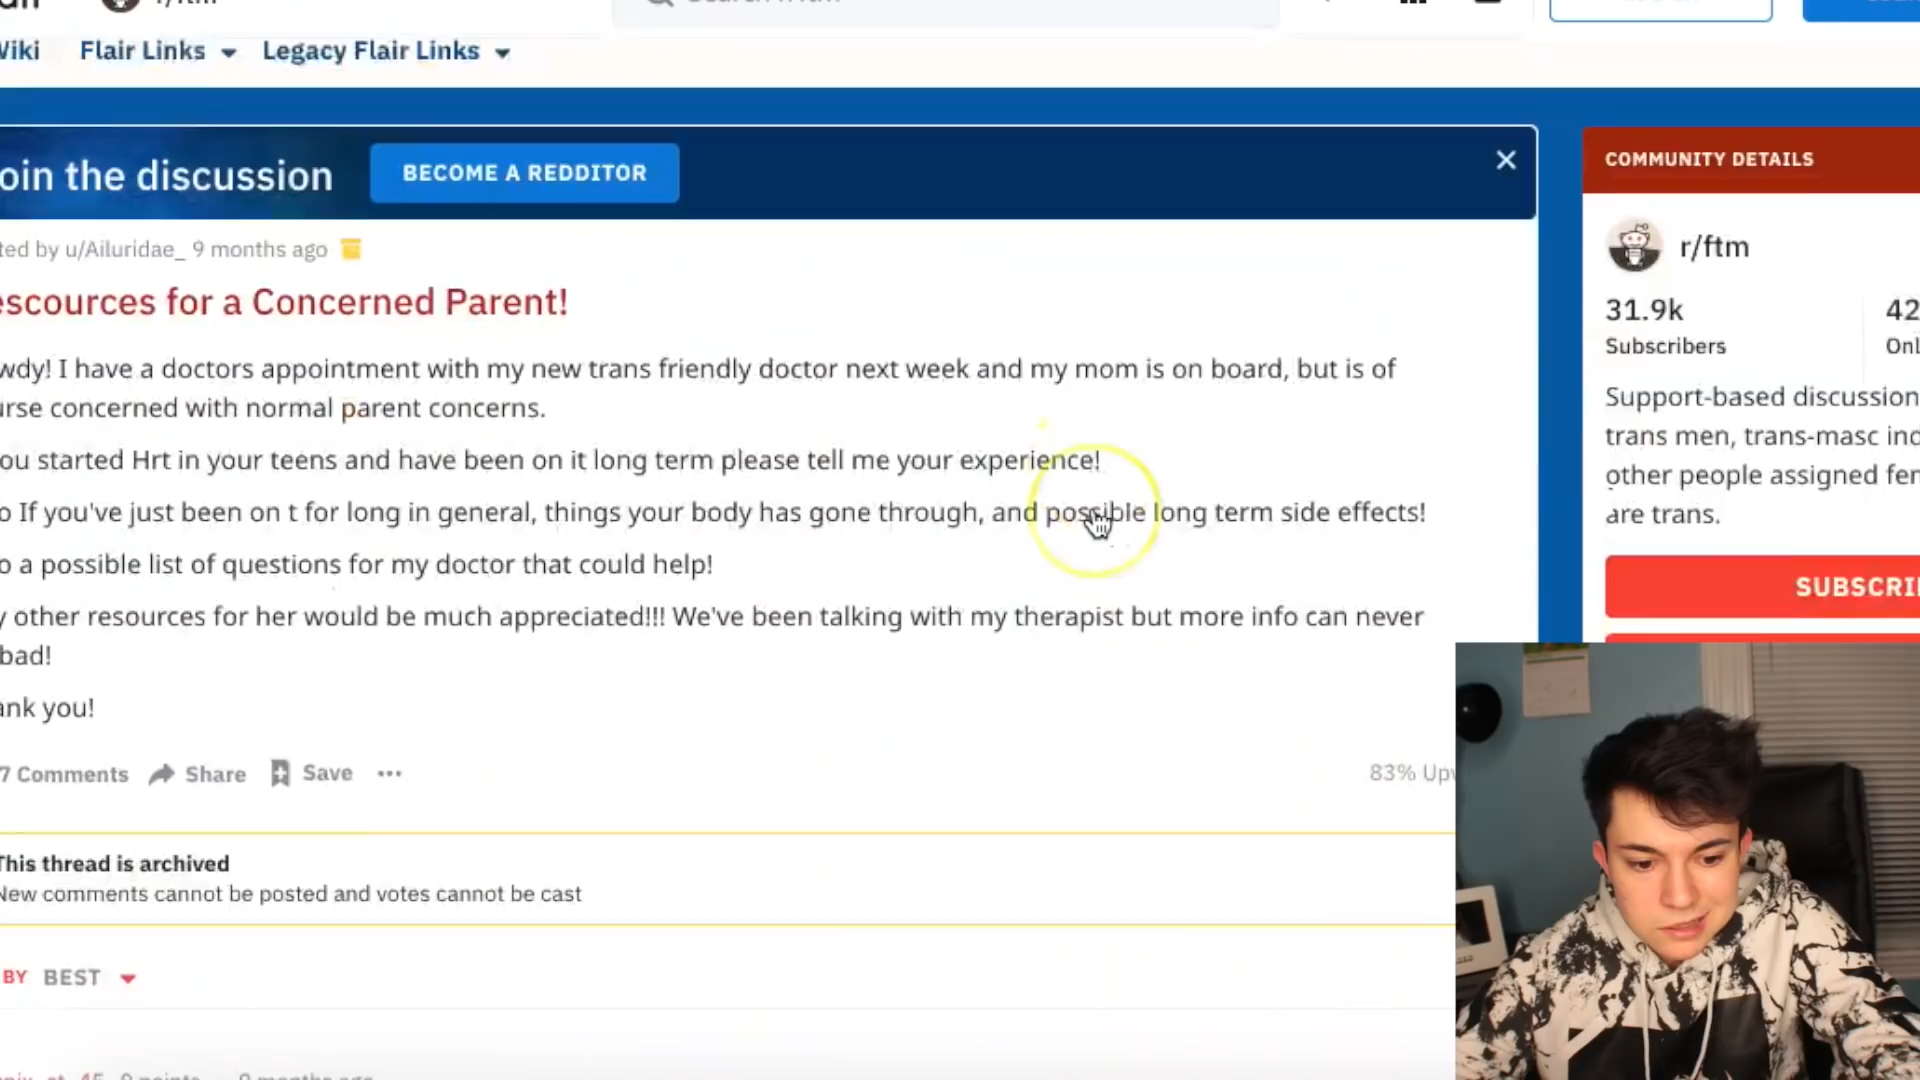 r/ftm
Wiki
Flair Links
Legacy Flair Links
oin the discussion
BECOME A REDDITOR
COMMUNITY DETAILS
ted by u/Ailuridae_ 9 months ago
r/ftm
escources for a Concerned Parent!
31.9k
42
Subscribers
Onl
wdy! I have a doctors appointment with my new trans friendly doctor next week and my mom is on board, but is of
urse concerned with normal parent concerns.
Support-based discussion
trans men, trans-masc ind
other people assigned fem
are trans.
ou started Hrt in your teens and have been on it long term please tell me your experience!
o If you've just been on t for long in general, things your body has gone through, and possible long term side effects!
o a possible list of questions for my doctor that could help!
SUBSCRI
y other resources for her would be much appreciated!!! We've been talking with my therapist but more info can never
bad!
ank you!
7 Comments
Share
Save
83% Upv
This thread is archived
New comments cannot be posted and votes cannot be cast
BY BEST